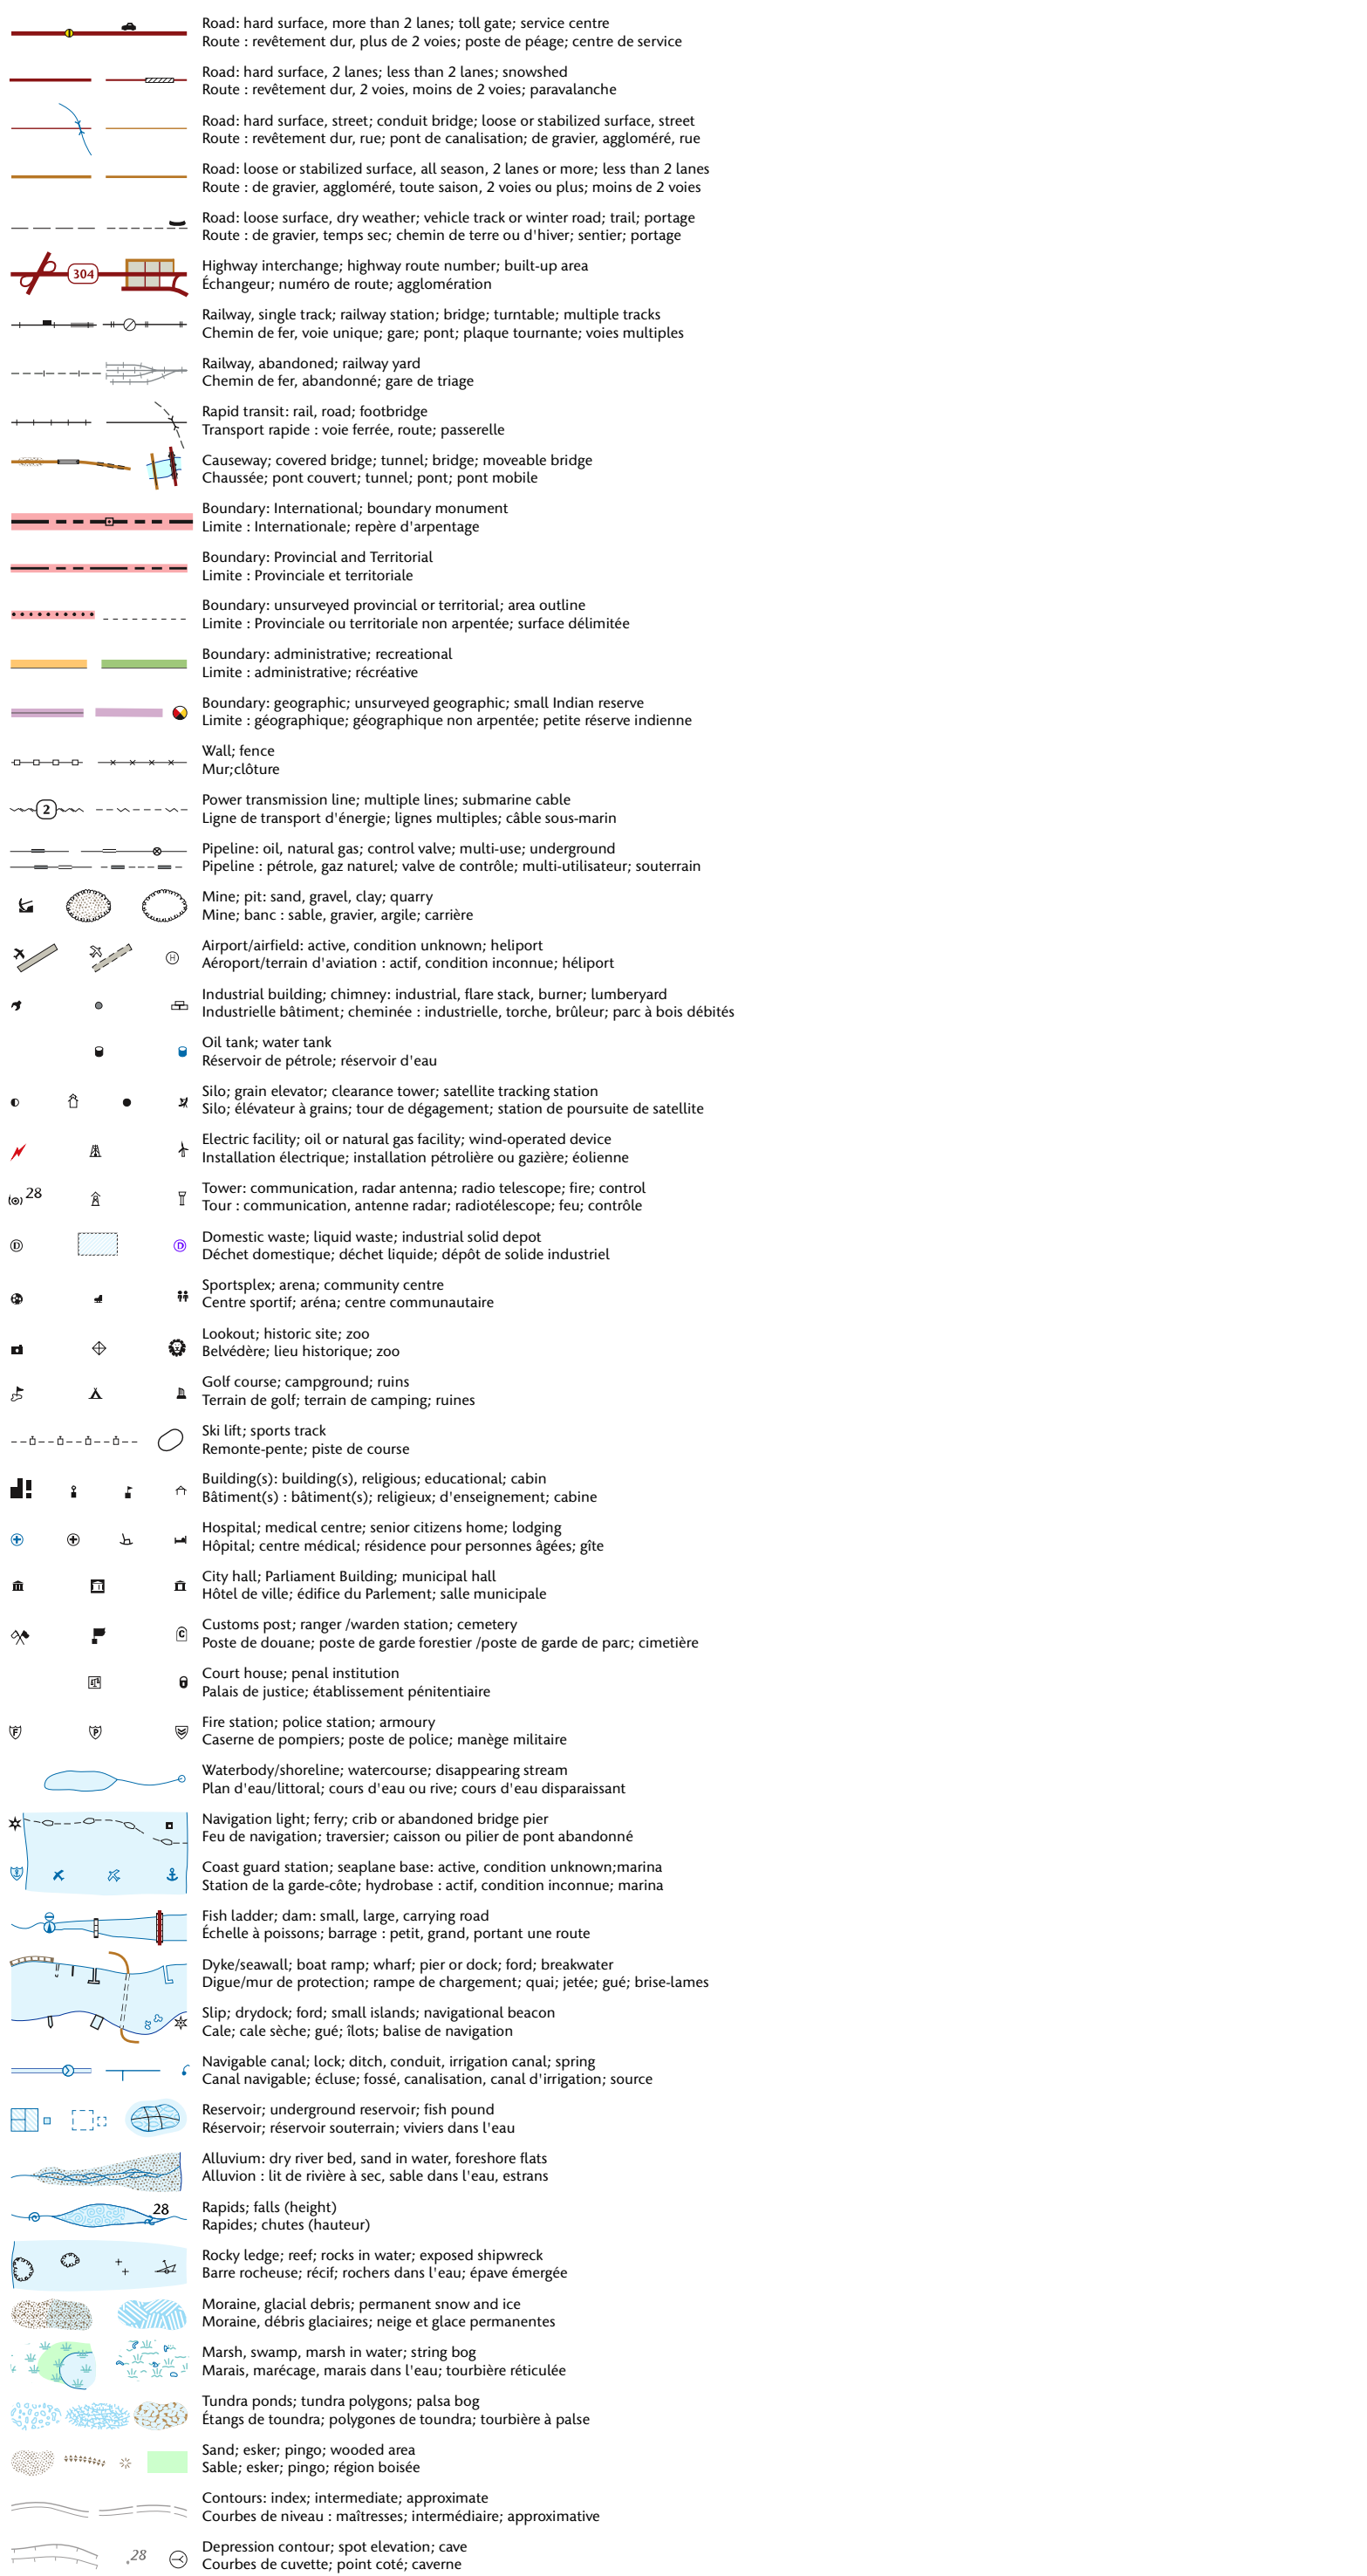 Road: hard surface, more than 2 lanes; toll gate; service centre
Route : revêtement dur, plus de 2 voies; poste de péage; centre de service
Road: hard surface, 2 lanes; less than 2 lanes; snowshed
Route : revêtement dur, 2 voies, moins de 2 voies; paravalanche
Road: hard surface, street; conduit bridge; loose or stabilized surface, street
Route : revêtement dur, rue; pont de canalisation; de gravier, aggloméré, rue
Road: loose or stabilized surface, all season, 2 lanes or more; less than 2 lanes
Route : de gravier, aggloméré, toute saison, 2 voies ou plus; moins de 2 voies
Road: loose surface, dry weather; vehicle track or winter road; trail; portage
Route : de gravier, temps sec; chemin de terre ou d'hiver; sentier; portage
304
Highway interchange; highway route number; built-up area
Échangeur; numéro de route; agglomération
Railway, single track; railway station; bridge; turntable; multiple tracks
Chemin de fer, voie unique; gare; pont; plaque tournante; voies multiples
Railway, abandoned; railway yard
Chemin de fer, abandonné; gare de triage
Rapid transit: rail, road; footbridge
Transport rapide : voie ferrée, route; passerelle
Causeway; covered bridge; tunnel; bridge; moveable bridge
Chaussée; pont couvert; tunnel; pont; pont mobile
Boundary: International; boundary monument
Limite : Internationale; repère d'arpentage
Boundary: Provincial and Territorial
Limite : Provinciale et territoriale
Boundary: unsurveyed provincial or territorial; area outline
Limite : Provinciale ou territoriale non arpentée; surface délimitée
Boundary: administrative; recreational
Limite : administrative; récréative
Boundary: geographic; unsurveyed geographic; small Indian reserve
Limite : géographique; géographique non arpentée; petite réserve indienne
Wall; fence
Mur;clôture
2
Power transmission line; multiple lines; submarine cable
Ligne de transport d'énergie; lignes multiples; câble sous-marin
Pipeline: oil, natural gas; control valve; multi-use; underground
Pipeline : pétrole, gaz naturel; valve de contrôle; multi-utilisateur; souterrain
Mine; pit: sand, gravel, clay; quarry
Mine; banc : sable, gravier, argile; carrière
H
Airport/airfield: active, condition unknown; heliport
Aéroport/terrain d'aviation : actif, condition inconnue; héliport
Industrial building; chimney: industrial, flare stack, burner; lumberyard
Industrielle bâtiment; cheminée : industrielle, torche, brûleur; parc à bois débités
Oil tank; water tank
Réservoir de pétrole; réservoir d'eau
Silo; grain elevator; clearance tower; satellite tracking station
Silo; élévateur à grains; tour de dégagement; station de poursuite de satellite
Electric facility; oil or natural gas facility; wind-operated device
Installation électrique; installation pétrolière ou gazière; éolienne
28
Tower: communication, radar antenna; radio telescope; fire; control
Tour : communication, antenne radar; radiotélescope; feu; contrôle
D D
Domestic waste; liquid waste; industrial solid depot
Déchet domestique; déchet liquide; dépôt de solide industriel
Sportsplex; arena; community centre
Centre sportif; aréna; centre communautaire
Lookout; historic site; zoo
Belvédère; lieu historique; zoo
Golf course; campground; ruins
Terrain de golf; terrain de camping; ruines
Ski lift; sports track
Remonte-pente; piste de course
Building(s): building(s), religious; educational; cabin
Bâtiment(s) : bâtiment(s); religieux; d'enseignement; cabine
Hospital; medical centre; senior citizens home; lodging
Hôpital; centre médical; résidence pour personnes âgées; gîte
City hall; Parliament Building; municipal hall
Hôtel de ville; édifice du Parlement; salle municipale
C
Customs post; ranger /warden station; cemetery
Poste de douane; poste de garde forestier /poste de garde de parc; cimetière
Court house; penal institution
Palais de justice; établissement pénitentiaire
F P
Fire station; police station; armoury
Caserne de pompiers; poste de police; manège militaire
Waterbody/shoreline; watercourse; disappearing stream
Plan d'eau/littoral; cours d'eau ou rive; cours d'eau disparaissant
Navigation light; ferry; crib or abandoned bridge pier
Feu de navigation; traversier; caisson ou pilier de pont abandonné
Coast guard station; seaplane base: active, condition unknown;marina
Station de la garde-côte; hydrobase : actif, condition inconnue; marina
Fish ladder; dam: small, large, carrying road
Échelle à poissons; barrage : petit, grand, portant une route
Dyke/seawall; boat ramp; wharf; pier or dock; ford; breakwater
Digue/mur de protection; rampe de chargement; quai; jetée; gué; brise-lames
Slip; drydock; ford; small islands; navigational beacon
Cale; cale sèche; gué; îlots; balise de navigation
Navigable canal; lock; ditch, conduit, irrigation canal; spring
Canal navigable; écluse; fossé, canalisation, canal d'irrigation; source
Reservoir; underground reservoir; fish pound
Réservoir; réservoir souterrain; viviers dans l'eau
Alluvium: dry river bed, sand in water, foreshore flats
Alluvion : lit de rivière à sec, sable dans l'eau, estrans
28
Rapids; falls (height)
Rapides; chutes (hauteur)
Rocky ledge; reef; rocks in water; exposed shipwreck
Barre rocheuse; récif; rochers dans l'eau; épave émergée
Moraine, glacial debris; permanent snow and ice
Moraine, débris glaciaires; neige et glace permanentes
Marsh, swamp, marsh in water; string bog
Marais, marécage, marais dans l'eau; tourbière réticulée
Tundra ponds; tundra polygons; palsa bog
Étangs de toundra; polygones de toundra; tourbière à palse
Sand; esker; pingo; wooded area
Sable; esker; pingo; région boisée
Contours: index; intermediate; approximate
Courbes de niveau : maîtresses; intermédiaire; approximative
.28
Depression contour; spot elevation; cave
Courbes de cuvette; point coté; caverne